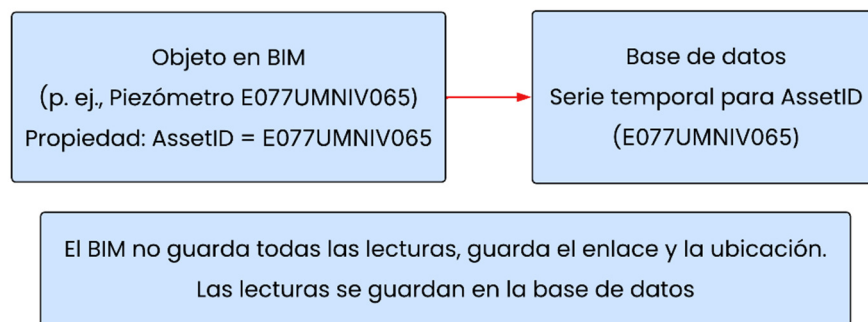 Objeto en BIM
(p. ej., Piezómetro E077UMNIV065)
Propiedad: AssetID = E077UMNIV065
Base de datos
Serie temporal para AssetID
(E077UMNIV065)
El BIM no guarda todas las lecturas, guarda el enlace y la ubicación.
Las lecturas se guardan en la base de datos